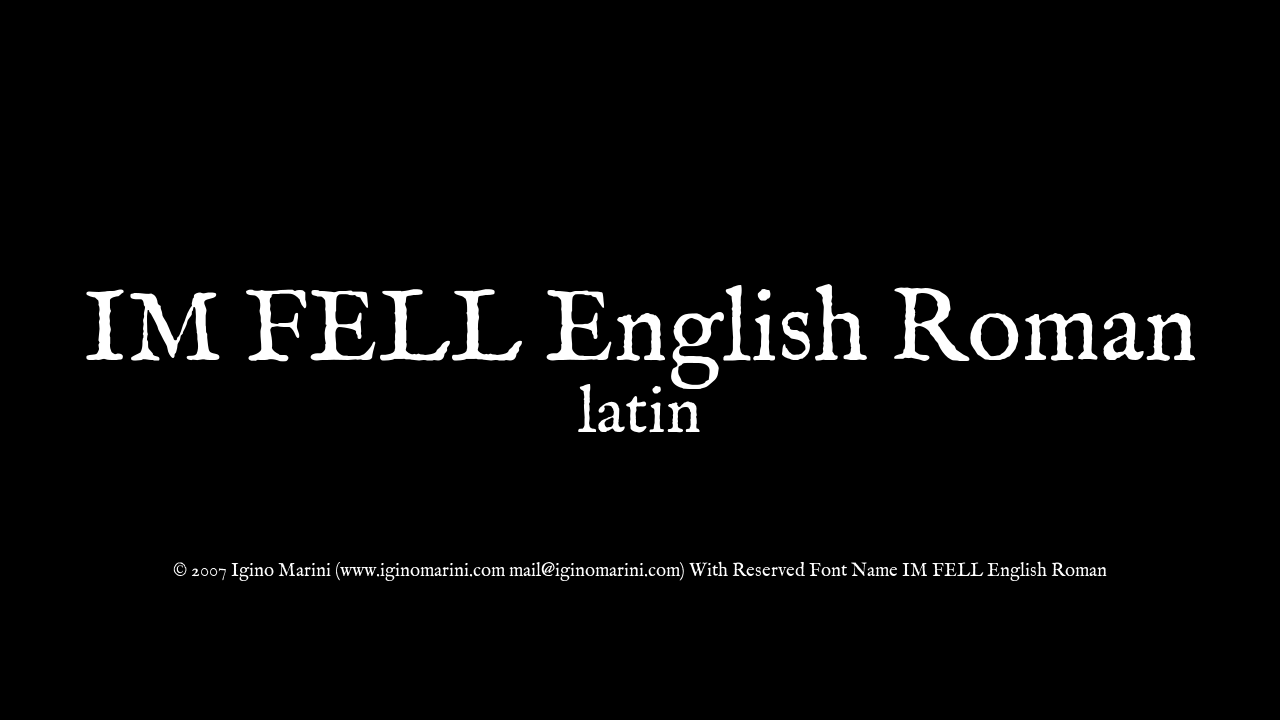 IM FELL English Roman
latin
© 2007 Igino Marini (www.iginomarini.com mail@iginomarini.com) With Reserved Font Name IM FELL English Roman